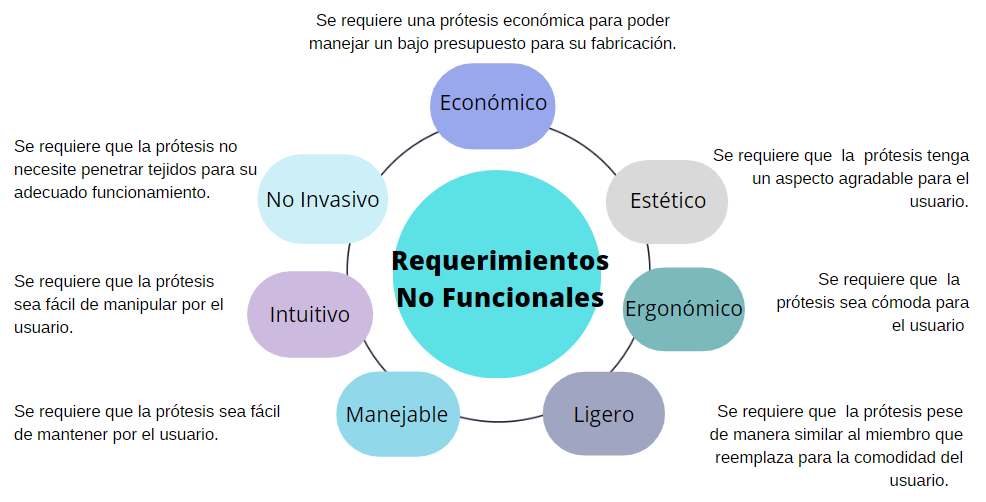 Se requiere una prótesis económica para poder
manejar un bajo presupuesto para su fabricación.
Económico
Se requiere que la prótesis no
necesite penetrar tejidos para su
adecuado funcionamiento.
No Invasivo
Se requiere que la prótesis tenga
un aspecto agradable para el
usuario.
Estético
Requerimientos
No Funcionales
Se requiere que la prótesis
sea fácil de manipular por el
usuario.
Intuitivo
Se requiere que la
prótesis sea cómoda para
el usuario
Ergonómico
Se requiere que la prótesis sea fácil
de mantener por el usuario.
Manejable
Ligero
Se requiere que la prótesis pese
de manera similar al miembro que
reemplaza para la comodidad del
usuario.